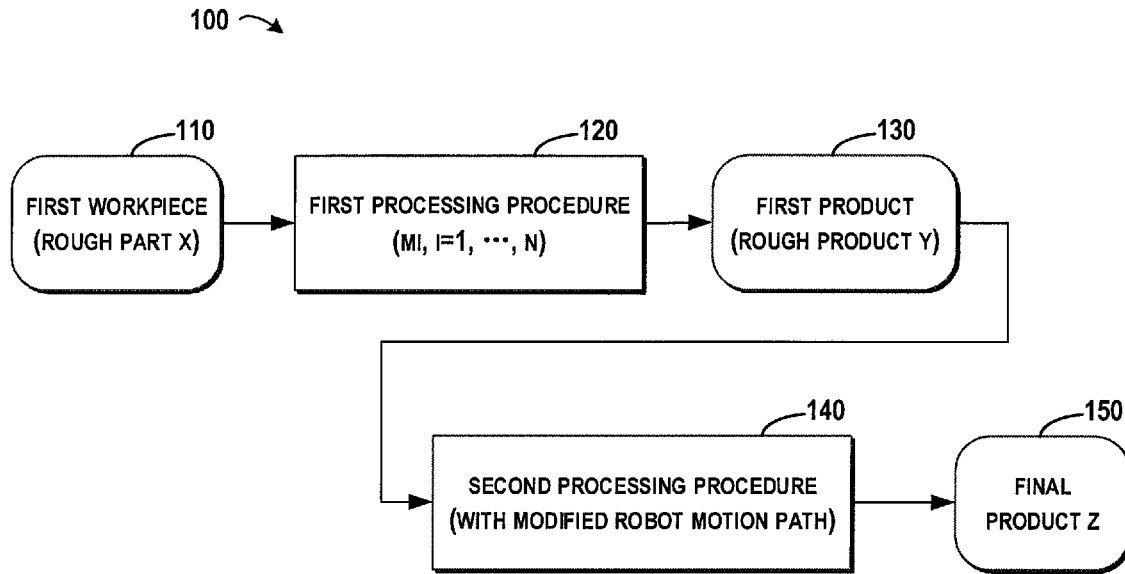 100
110
120
130
FIRST WORKPIECE
(ROUGH PART X)
FIRST PROCESSING PROCEDURE
(MI, I=1, ···, N)
FIRST PRODUCT
(ROUGH PRODUCT Y)
140
150
SECOND PROCESSING PROCEDURE
(WITH MODIFIED ROBOT MOTION PATH)
FINAL
PRODUCT Z